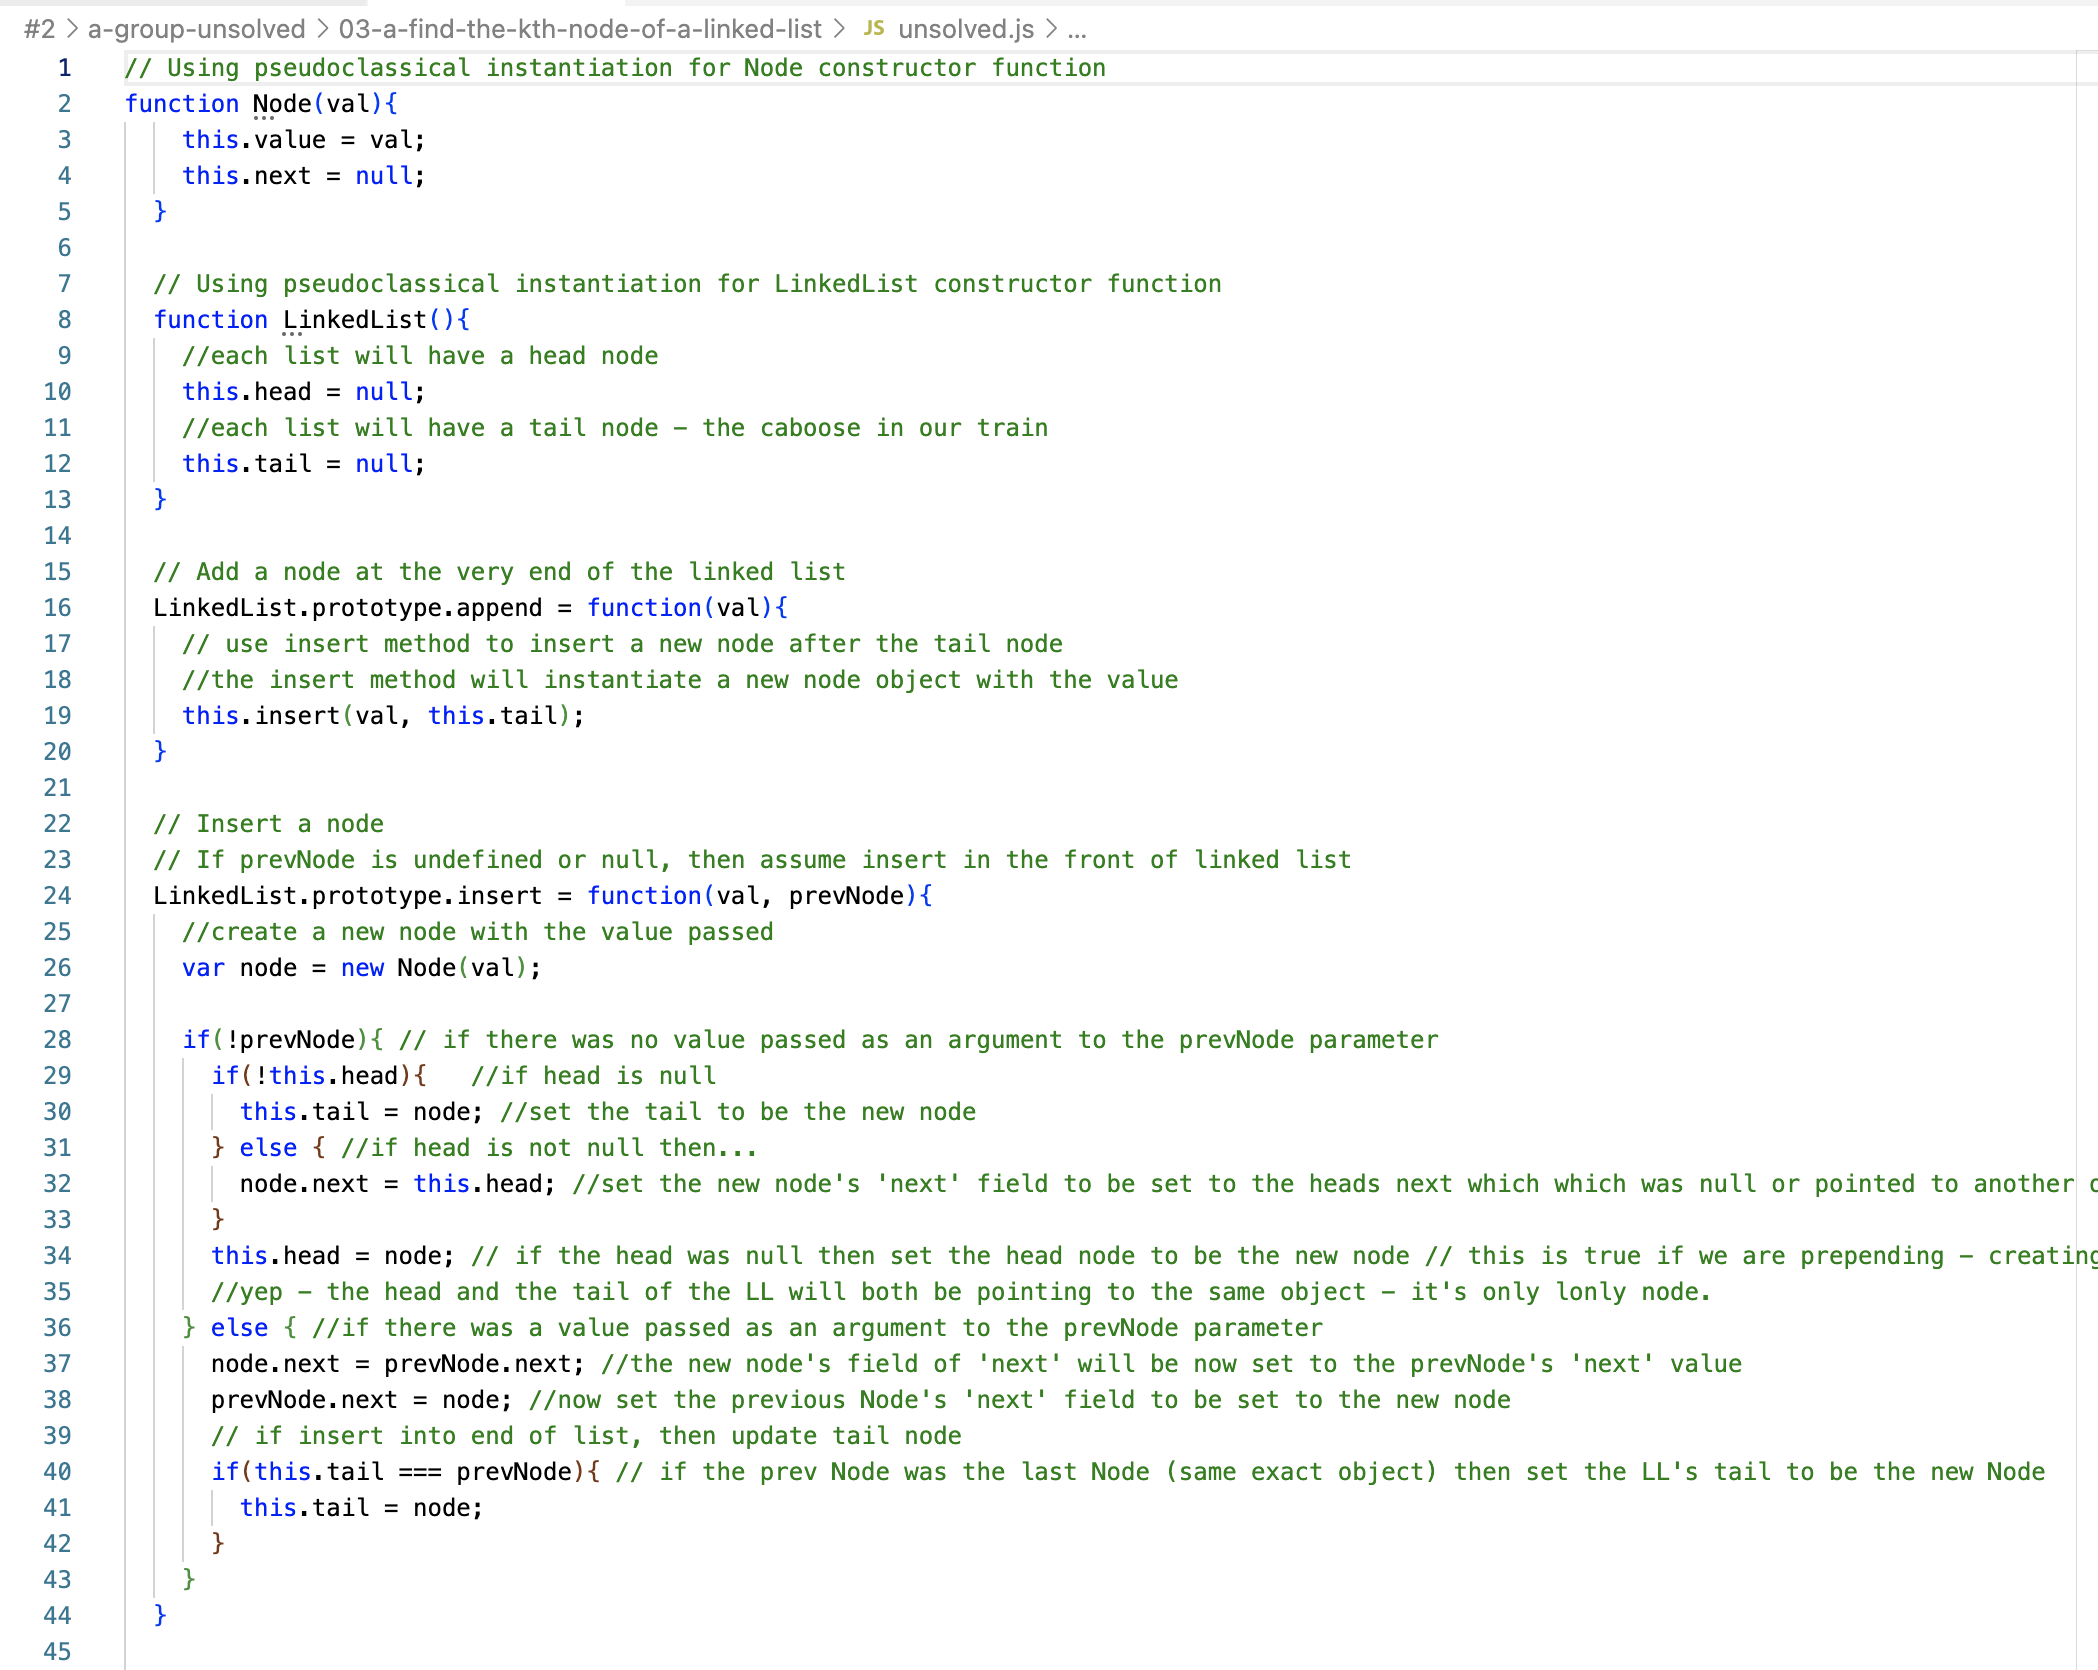 #2 > a-group-unsolved > 03-a-find-the-kth-node-of-a-linked-list > JS unsolved.js > ...
1 // Using pseudoclassical instantiation for Node constructor function
2 function Node(val){
3 this.value = val;
4 this.next = null;
5 }
6
7 // Using pseudoclassical instantiation for LinkedList constructor function
8 function LinkedList(){
9 //each list will have a head node
10 this.head = null;
11 //each list will have a tail node - the caboose in our train
12 this.tail = null;
13 }
14
15 // Add a node at the very end of the linked list
16 LinkedList.prototype.append = function(val){
17 // use insert method to insert a new node after the tail node
18 //the insert method will instantiate a new node object with the value
19 this.insert(val, this.tail);
20 }
21
22 // Insert a node
23 // If prevNode is undefined or null, then assume insert in the front of linked list
24 LinkedList.prototype.insert = function(val, prevNode){
25 //create a new node with the value passed
26 var node = new Node(val);
27
28 if(!prevNode){ // if there was no value passed as an argument to the prevNode parameter
29 if(!this.head){ //if head is null
30 this.tail = node; //set the tail to be the new node
31 } else { //if head is not null then...
32 node.next = this.head; //set the new node's 'next' field to be set to the heads next which which was null or pointed to another
33 }
34 this.head = node; // if the head was null then set the head node to be the new node // this is true if we are prepending - creating
35 //yep - the head and the tail of the LL will both be pointing to the same object - it's only lonly node.
36 } else { //if there was a value passed as an argument to the prevNode parameter
37 node.next = prevNode.next; //the new node's field of 'next' will be now set to the prevNode's 'next' value
38 prevNode.next = node; //now set the previous Node's 'next' field to be set to the new node
39 // if insert into end of list, then update tail node
40 if(this.tail === prevNode){ // if the prev Node was the last Node (same exact object) then set the LL's tail to be the new Node
41 this.tail = node;
42 }
43 }
44 }
45